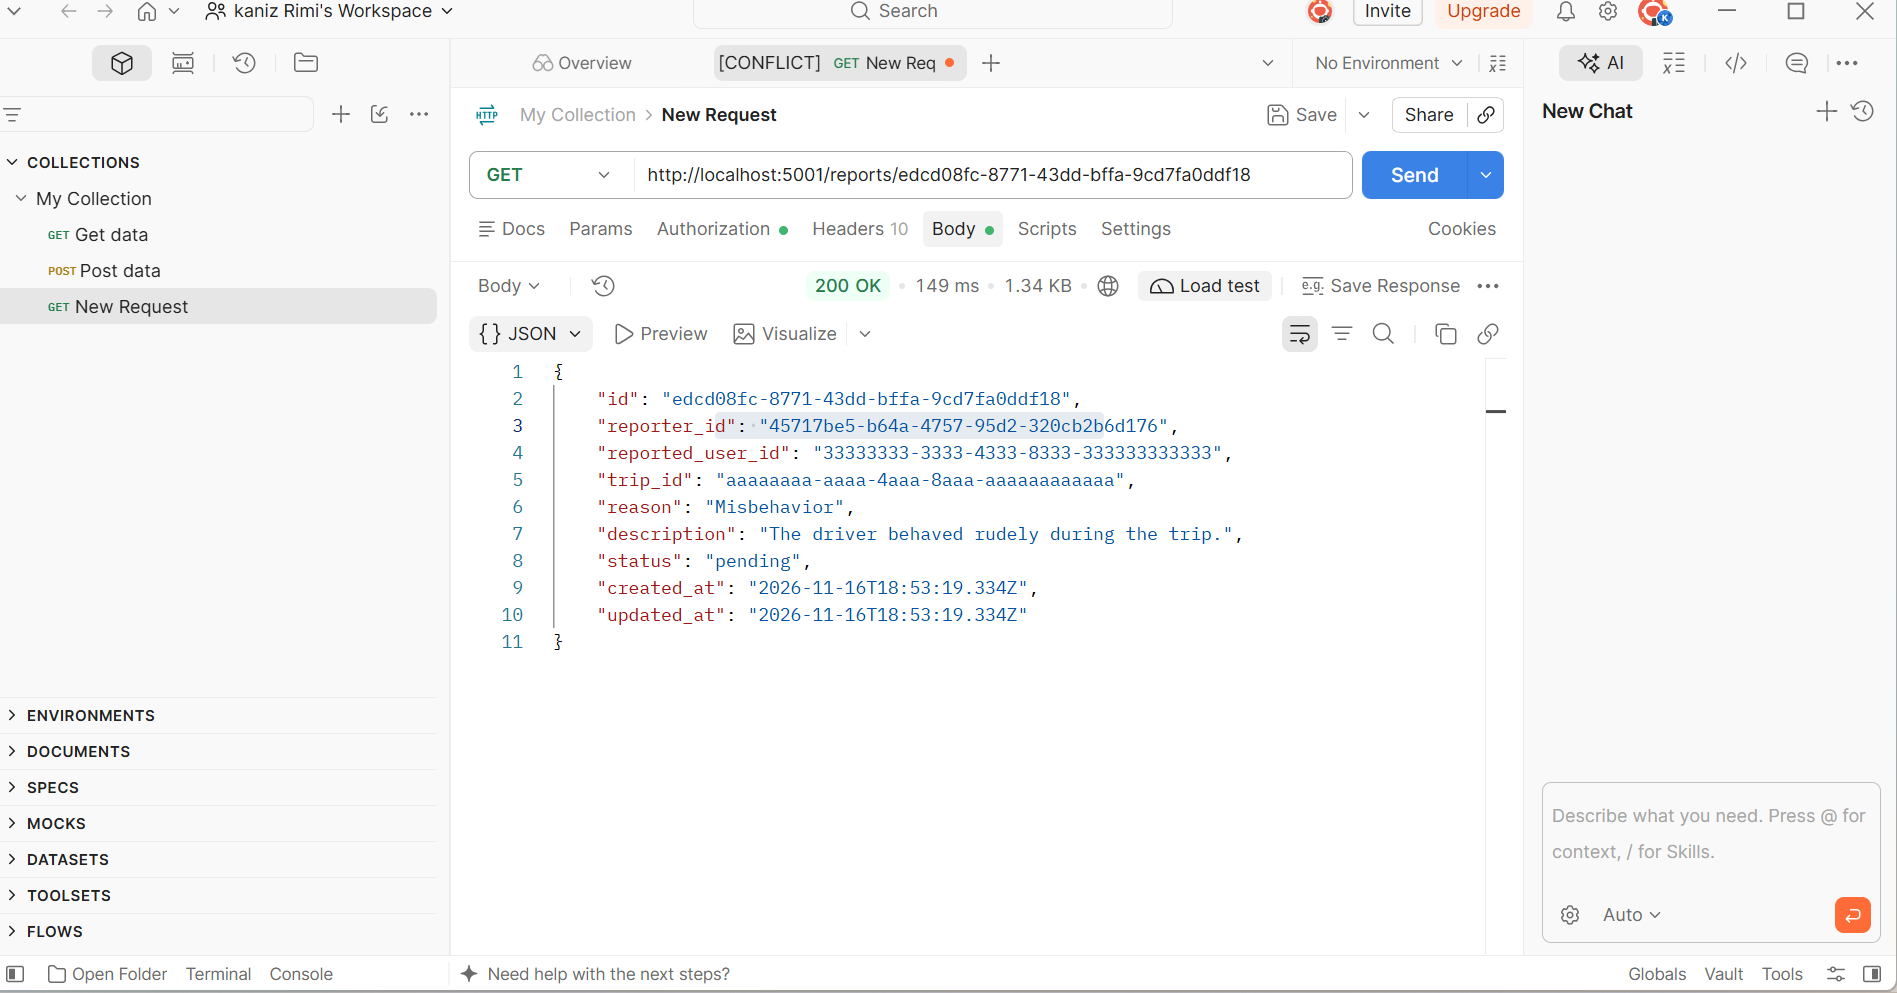 kaniz Rimi's Workspace
Search
Invite
Upgrade
K
Overview
[CONFLICT] GET New Req
No Environment
AI
HTTP My Collection > New Request
Save
Share
New Chat
COLLECTIONS
My Collection
GET Get data
POST Post data
GET New Request
GET
http://localhost:5001/reports/edcd08fc-8771-43dd-bffa-9cd7fa0ddf18
Send
Docs Params Authorization Headers 10 Body Scripts Settings Cookies
Body
200 OK • 149 ms • 1.34 KB
Load test
e.g. Save Response
{ } JSON
Preview
Visualize
1 {
2 "id": "edcd08fc-8771-43dd-bffa-9cd7fa0ddf18",
3 "reporter_id": "45717be5-b64a-4757-95d2-320cb2b6d176",
4 "reported_user_id": "33333333-3333-4333-8333-333333333333",
5 "trip_id": "aaaaaaaa-aaaa-4aaa-8aaa-aaaaaaaaaaaa",
6 "reason": "Misbehavior",
7 "description": "The driver behaved rudely during the trip.",
8 "status": "pending",
9 "created_at": "2026-11-16T18:53:19.334Z",
10 "updated_at": "2026-11-16T18:53:19.334Z"
11 }
ENVIRONMENTS
DOCUMENTS
SPECS
MOCKS
DATASETS
TOOLSETS
FLOWS
Describe what you need. Press @ for
context, / for Skills.
Auto
Open Folder Terminal Console
Need help with the next steps?
Globals Vault Tools